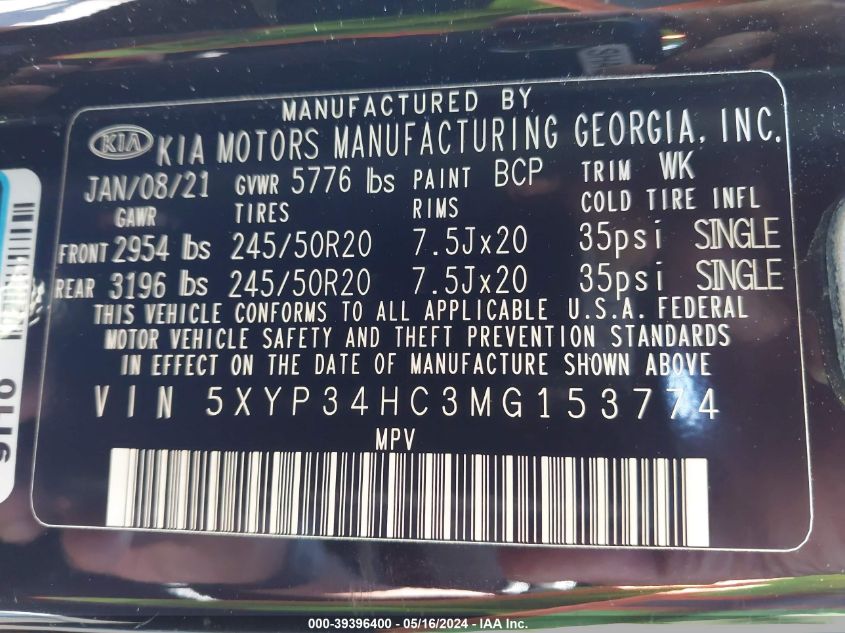 MANUFACTURED BY
KIA KIA MOTORS MANUFACTURING GEORGIA, INC.
JAN/08/21 GVWR 5776 lbs PAINT BCP TRIM WK
GAWR TIRES RIMS COLD TIRE INFL
FRONT 2954 lbs 245/50R20 7.5Jx20 35psi SINGLE
REAR 3196 lbs 245/50R20 7.5Jx20 35psi SINGLE
THIS VEHICLE CONFORMS TO ALL APPLICABLE U.S.A. FEDERAL
MOTOR VEHICLE SAFETY AND THEFT PREVENTION STANDARDS
IN EFFECT ON THE DATE OF MANUFACTURE SHOWN ABOVE
VIN 5XYP34HC3MG153774
MPV
000-39396400 - 05/16/2024 - IAA Inc.